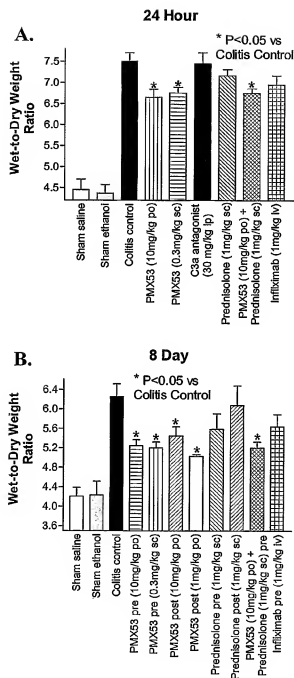 24 Hour
A.
* P<0.05 vs
Colitis Control
Wet-to-Dry Weight
Ratio
7.5
7.0
6.5
6.0
5.5
5.0
4.5
*
*
*
Sham saline
Sham ethanol
Colitis control
PMX53 (10mg/kg po)
PMX53 (0.3mg/kg sc)
C3a antagonist
(30 mg/kg ip)
Prednisolone (1mg/kg sc)
PMX53 (10mg/kg po) +
Prednisolone (1mg/kg sc)
Infliximab (1mg/kg iv)
8 Day
B.
* P<0.05 vs
Colitis Control
Wet-to-Dry Weight
Ratio
6.4
6.0
5.6
5.2
4.8
4.4
4.0
3.6
*
*
*
*
*
Sham saline
Sham ethanol
Colitis control
PMX53 pre (10mg/kg po)
PMX53 pre (0.3mg/kg sc)
PMX53 post (10mg/kg po)
PMX53 post (1mg/kg po)
Prednisolone pre (1mg/kg sc)
Prednisolone post (1mg/kg sc)
PMX53 (10mg/kg po) +
Prednisolone (1mg/kg sc) pre
Infliximab pre (1mg/kg iv)